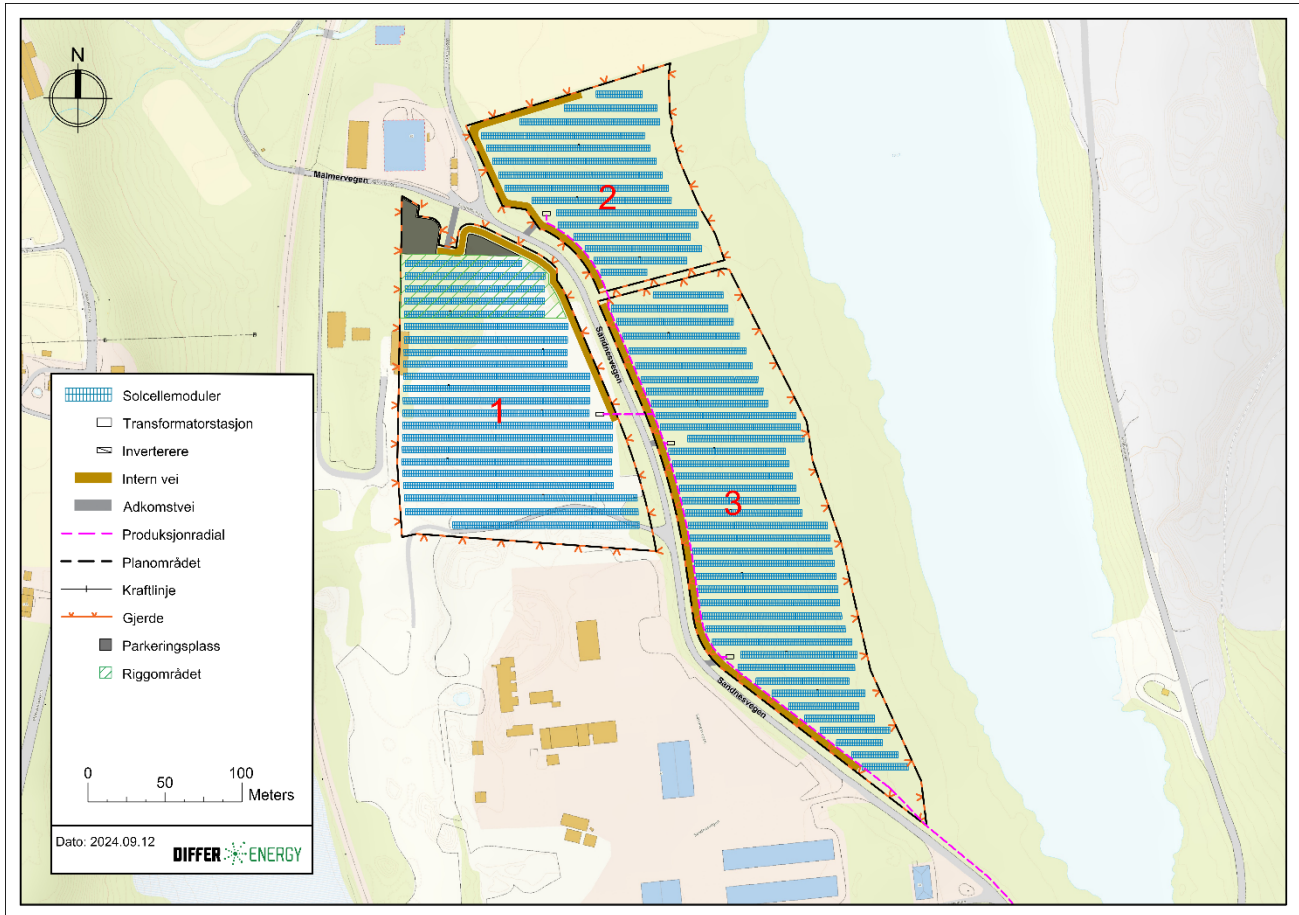 N
Malmervegen
2
Sandnesvegen
1
3
Sandnesvegen
Solcellemoduler
Transformatorstasjon
Inverterere
Intern vei
Adkomstvei
Produksjonradial
Planområdet
Kraftlinje
Gjerde
Parkeringsplass
Riggområdet
0 50 100
Meters
Dato: 2024.09.12
DIFFER ENERGY